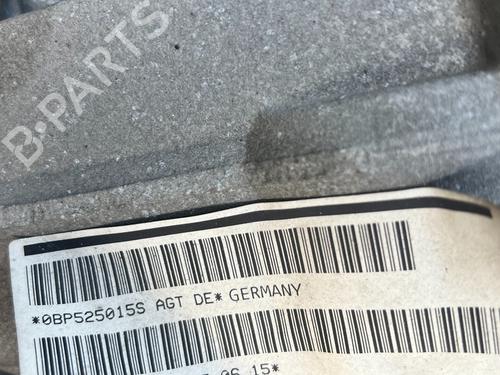 B-PARTS
*0BP525015S AGT DE* GERMANY
06 15*